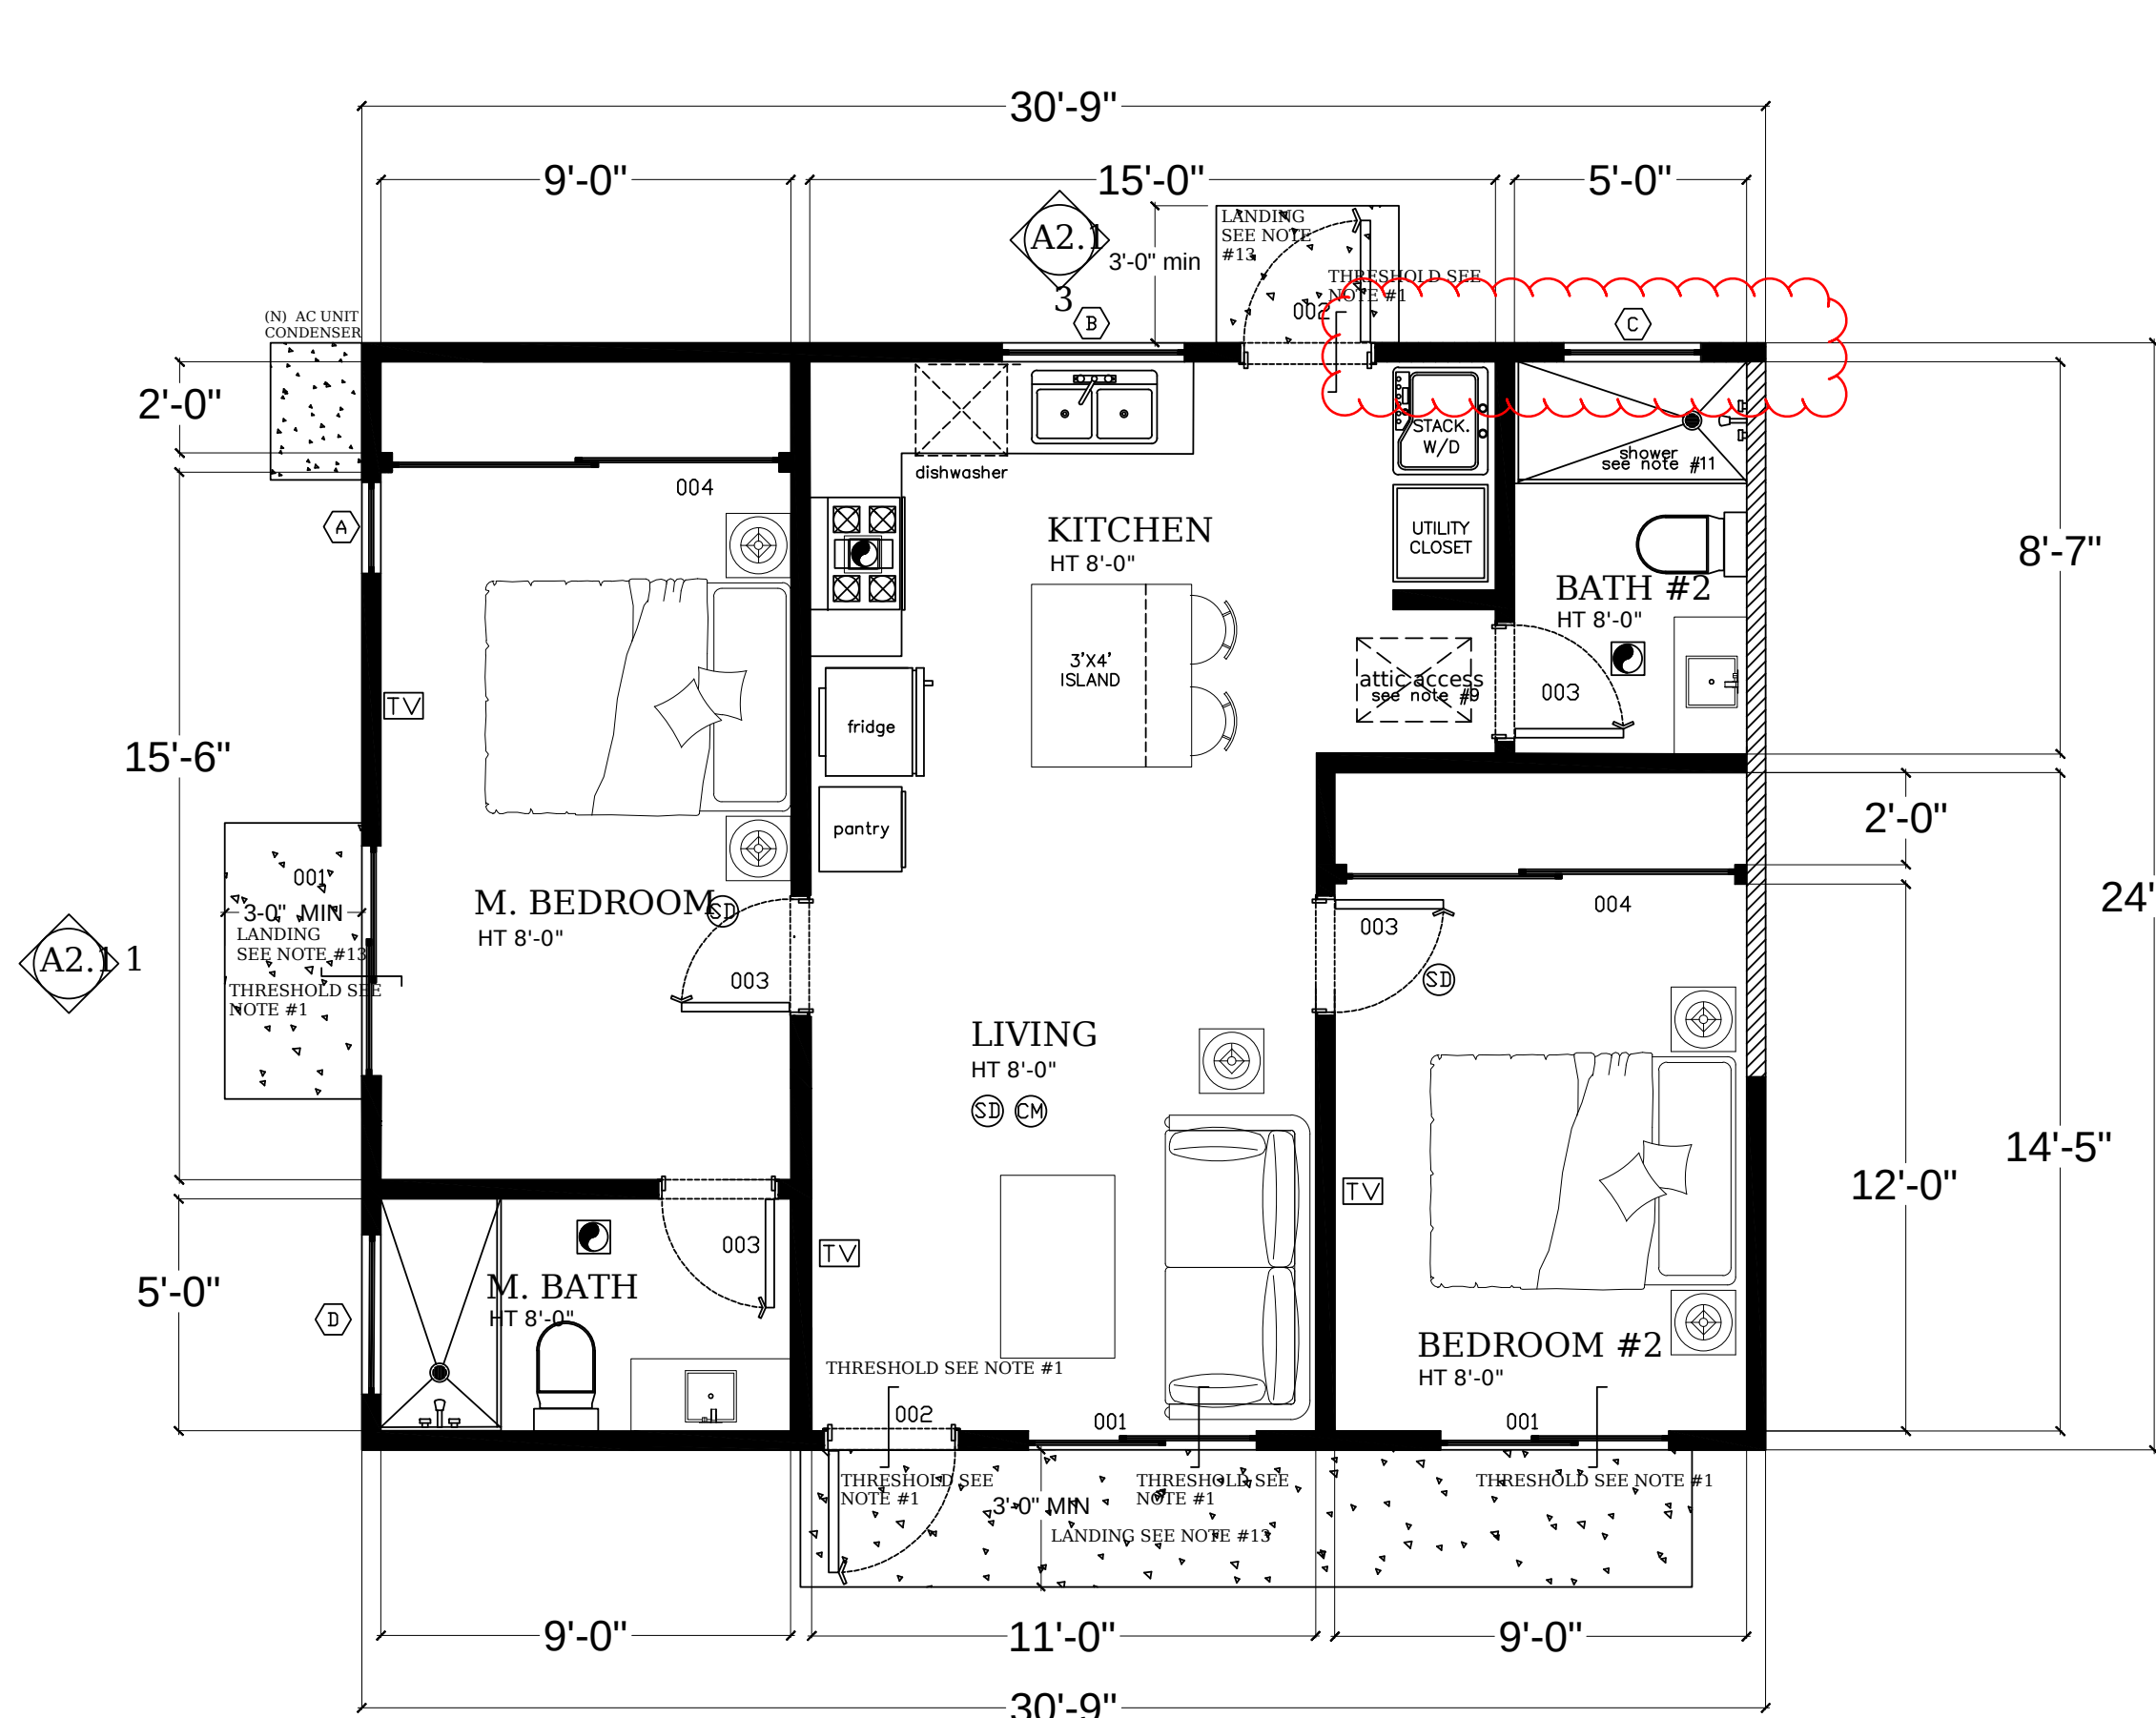 30'-9"
9'-0"
15'-0"
5'-0"
A2.1
3
3'-0" min
LANDING
SEE NOTE
#13
THRESHOLD SEE
NOTE #1
002
B
C
(N) AC UNIT
CONDENSER
2'-0"
A
004
dishwasher
STACK.
W/D
shower
see note #11
UTILITY
CLOSET
KITCHEN
HT 8'-0"
8'-7"
BATH #2
HT 8'-0"
3'X4'
ISLAND
attic access
see note #9
003
TV
fridge
15'-6"
pantry
2'-0"
001
3-0" MIN
LANDING
SEE NOTE #13
THRESHOLD SEE
NOTE #1
A2.1
1
M. BEDROOM
SD
HT 8'-0"
003
003
SD
004
24'
LIVING
HT 8'-0"
SD
CM
14'-5"
12'-0"
TV
003
TV
5'-0"
M. BATH
HT 8'-0"
D
BEDROOM #2
HT 8'-0"
THRESHOLD SEE NOTE #1
002
001
001
THRESHOLD SEE
NOTE #1
3'-0" MIN
THRESHOLD SEE
NOTE #1
THRESHOLD SEE NOTE #1
LANDING SEE NOTE #13
9'-0"
11'-0"
9'-0"
30'-9"